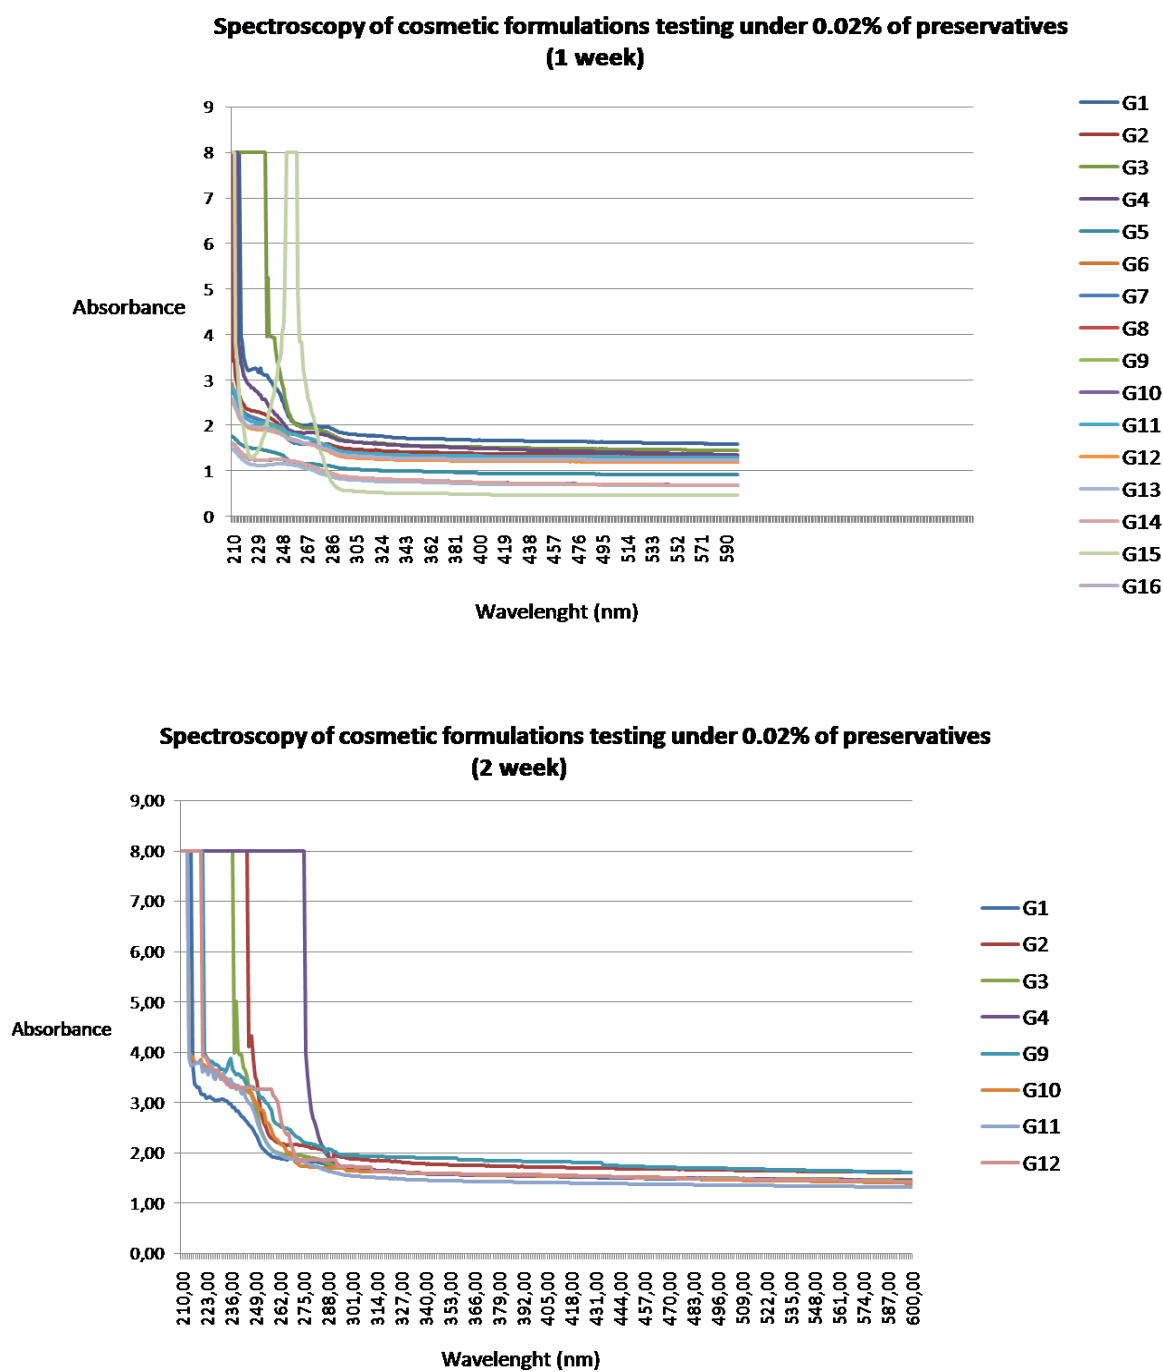 Spectroscopy of cosmetic formulations testing under 0.02% of preservatives
(1 week)
9
8
7
6
5
4
3
2
1
0
Absorbance
210 229 248 267 286 305 324 343 362 381 400 419 438 457 476 495 514 533 552 571 590
Wavelenght (nm)
G1
G2
G3
G4
G5
G6
G7
G8
G9
G10
G11
G12
G13
G14
G15
G16
Spectroscopy of cosmetic formulations testing under 0.02% of preservatives
(2 week)
9,00
8,00
7,00
6,00
5,00
4,00
3,00
2,00
1,00
0,00
Absorbance
210,00 223,00 236,00 249,00 262,00 275,00 288,00 301,00 314,00 327,00 340,00 353,00 366,00 379,00 392,00 405,00 418,00 431,00 444,00 457,00 470,00 483,00 496,00 509,00 522,00 535,00 548,00 561,00 574,00 587,00 600,00
Wavelenght (nm)
G1
G2
G3
G4
G9
G10
G11
G12